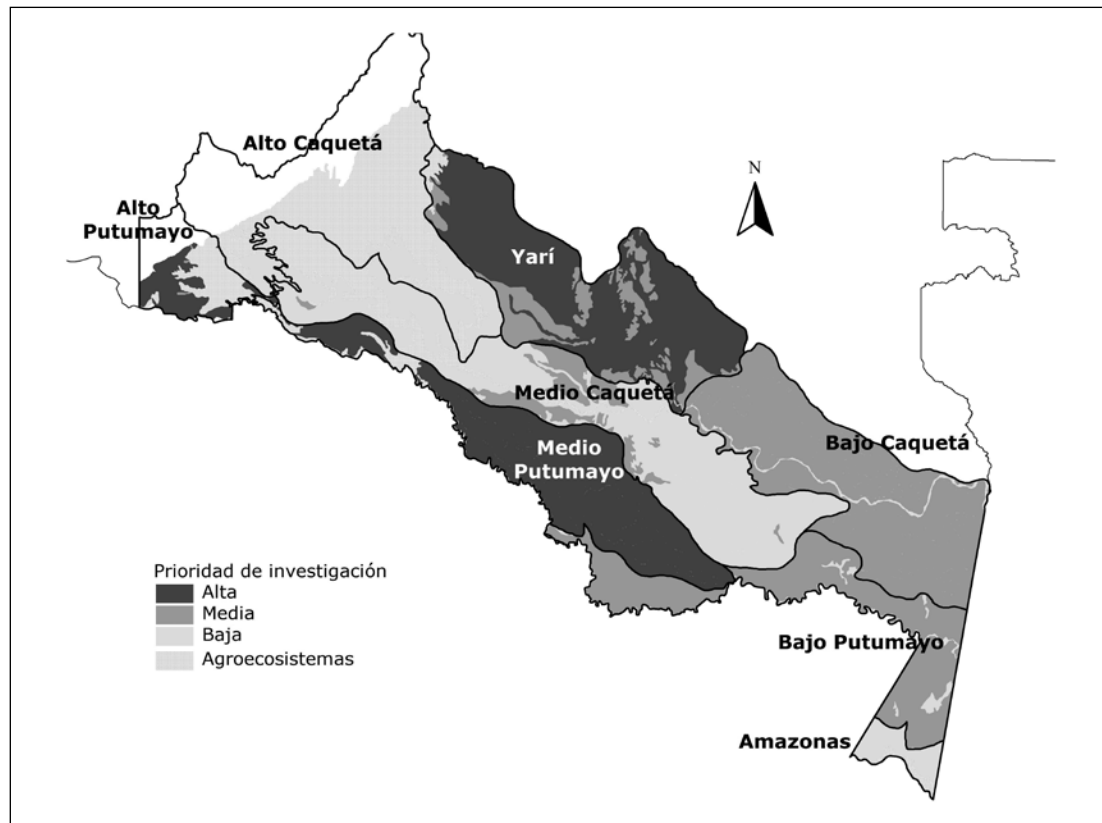 Alto Caquetá
N
Alto
Putumayo
Yarí
Medio Caquetá
Bajo Caquetá
Medio
Putumayo
Prioridad de investigación
Alta
Media
Baja
Agroecosistemas
Bajo Putumayo
Amazonas